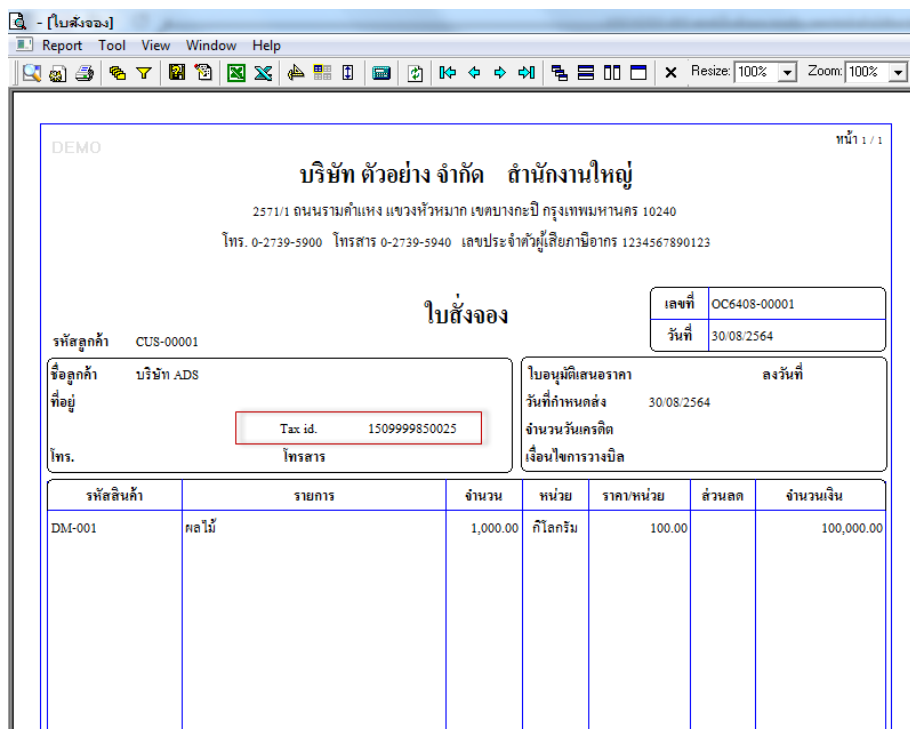 - [ใบสั่งจอง]
Report Tool View Window Help
Resize: 100% Zoom: 100%
DEMO
หน้า 1 / 1
บริษัท ตัวอย่าง จำกัด สำนักงานใหญ่
2571/1 ถนนรามคำแหง แขวงหัวหมาก เขตบางกะปิ กรุงเทพมหานคร 10240
โทร. 0-2739-5900 โทรสาร 0-2739-5940 เลขประจำตัวผู้เสียภาษีอากร 1234567890123
ใบสั่งจอง
เลขที่ OC6408-00001
วันที่ 30/08/2564
รหัสลูกค้า CUS-00001
ชื่อลูกค้า บริษัท ADS
ที่อยู่
Tax id. 1509999850025
โทร. โทรสาร
ใบอนุมัติเสนอราคา ลงวันที่
วันที่กำหนดส่ง 30/08/2564
จำนวนวันเครดิต
เงื่อนไขการวางบิล
รหัสสินค้า รายการ จำนวน หน่วย ราคา/หน่วย ส่วนลด จำนวนเงิน
DM-001 ผลไม้ 1,000.00 กิโลกรัม 100.00 100,000.00